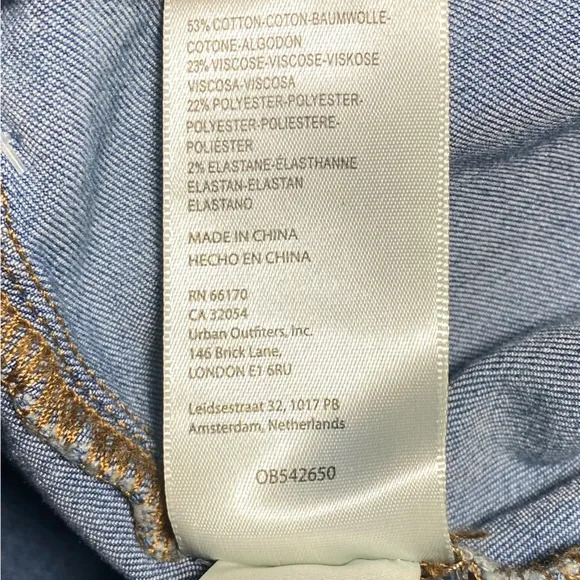 53% COTTON-COTON-BAUMWOLLE-
COTONE-ALGODÓN
23% VISCOSE-VISCOSE-VISKOSE
VISCOSA-VISCOSA
22% POLYESTER-POLYESTER-
POLYESTER-POLIESTERE-
POLIÉSTER
2% ELASTANE-ÉLASTHANNE
ELASTAN-ELASTAN
ELASTANO
MADE IN CHINA
HECHO EN CHINA
RN 66170
CA 32054
Urban Outfitters, Inc.
146 Brick Lane,
LONDON E1 6RU
Leidsestraat 32, 1017 PB
Amsterdam, Netherlands
OB542650